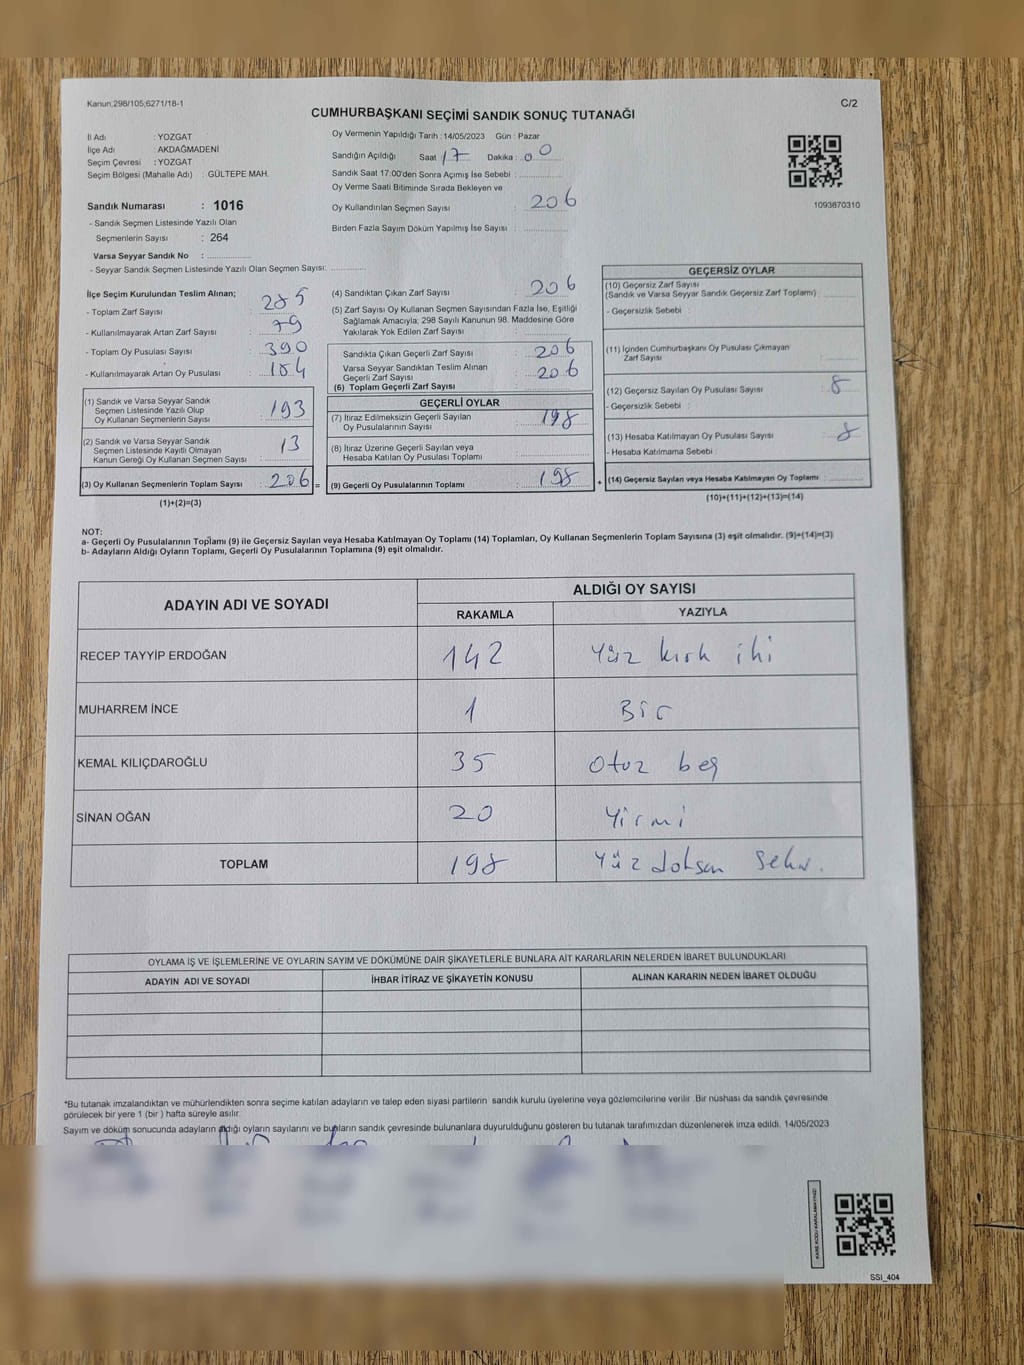 Kanun;298/105;6271/18-1
C/2
CUMHURBAŞKANI SEÇİMİ SANDIK SONUÇ TUTANAĞI
İl Adı : YOZGAT
İlçe Adı : AKDAĞMADENİ
Seçim Çevresi : YOZGAT
Seçim Bölgesi (Mahalle Adı) : GÜLTEPE MAH.
Sandık Numarası : 1016
- Sandık Seçmen Listesinde Yazılı Olan
Seçmenlerin Sayısı : 264
Varsa Seyyar Sandık No :
- Seyyar Sandık Seçmen Listesinde Yazılı Olan Seçmen Sayısı:
Oy Vermenin Yapıldığı Tarih : 14/05/2023 Gün : Pazar
Sandığın Açıldığı Saat 17 Dakika : 00
Sandık Saat 17:00'den Sonra Açımış İse Sebebi :
Oy Verme Saati Bitiminde Sırada Bekleyen ve
Oy Kullandırılan Seçmen Sayısı : 206
Birden Fazla Sayım Döküm Yapılmış İse Sayısı :
1093870310
İlçe Seçim Kurulundan Teslim Alınan;
- Toplam Zarf Sayısı : 285
- Kullanılmayarak Artan Zarf Sayısı : 79
- Toplam Oy Pusulası Sayısı : 390
- Kullanılmayarak Artan Oy Pusulası : 184
(1) Sandık ve Varsa Seyyar Sandık
Seçmen Listesinde Yazılı Olup
Oy Kullanan Seçmenlerin Sayısı : 193
(2) Sandık ve Varsa Seyyar Sandık
Seçmen Listesinde Kayıtlı Olmayan
Kanun Gereği Oy Kullanan Seçmen Sayısı : 13
(3) Oy Kullanan Seçmenlerin Toplam Sayısı : 206 =
(1)+(2)=(3)
(4) Sandıktan Çıkan Zarf Sayısı : 206
(5) Zarf Sayısı Oy Kullanan Seçmen Sayısından Fazla İse, Eşitliği
Sağlamak Amacıyla; 298 Sayılı Kanunun 98. Maddesine Göre
Yakılarak Yok Edilen Zarf Sayısı :
Sandıkta Çıkan Geçerli Zarf Sayısı : 206
Varsa Seyyar Sandıktan Teslim Alınan
Geçerli Zarf Sayısı : 206
(6) Toplam Geçerli Zarf Sayısı :
GEÇERLİ OYLAR
(7) İtiraz Edilmeksizin Geçerli Sayılan
Oy Pusulalarının Sayısı : 198
(8) İtiraz Üzerine Geçerli Sayılan veya
Hesaba Katılan Oy Pusulası Toplamı :
(9) Geçerli Oy Pusulalarının Toplamı : 198 +
GEÇERSİZ OYLAR
(10) Geçersiz Zarf Sayısı
(Sandık ve Varsa Seyyar Sandık Geçersiz Zarf Toplamı) :
- Geçersizlik Sebebi :
(11) İçinden Cumhurbaşkanı Oy Pusulası Çıkmayan
Zarf Sayısı :
(12) Geçersiz Sayılan Oy Pusulası Sayısı : 8
- Geçersizlik Sebebi :
(13) Hesaba Katılmayan Oy Pusulası Sayısı : 8
- Hesaba Katılmama Sebebi :
(14) Geçersiz Sayılan veya Hesaba Katılmayan Oy Toplamı :
(10)+(11)+(12)+(13)=(14)
NOT:
a- Geçerli Oy Pusulalarının Toplamı (9) ile Geçersiz Sayılan veya Hesaba Katılmayan Oy Toplamı (14) Toplamları, Oy Kullanan Seçmenlerin Toplam Sayısına (3) eşit olmalıdır. (9)+(14)=(3)
b- Adayların Aldığı Oyların Toplamı, Geçerli Oy Pusulalarının Toplamına (9) eşit olmalıdır.
ADAYIN ADI VE SOYADI
ALDIĞI OY SAYISI
RAKAMLA YAZIYLA
RECEP TAYYİP ERDOĞAN 142 Yüz kırk iki
MUHARREM İNCE 1 Bir
KEMAL KILIÇDAROĞLU 35 Otuz beş
SİNAN OĞAN 20 Yirmi
TOPLAM 198 Yüz doksan
OYLAMA İŞ VE İŞLEMLERİNE VE OYLARIN SAYIM VE DÖKÜMÜNE DAİR ŞİKAYETLERLE BUNLARA AİT KARARLARIN NELERDEN İBARET BULUNDUKLARI
ADAYIN ADI VE SOYADI İHBAR İTİRAZ VE ŞİKAYETİN KONUSU ALINAN KARARIN NEDEN İBARET OLDUĞU
*Bu tutanak imzalandıktan ve mühürlendikten sonra seçime katılan adayların ve talep eden siyasi partilerin sandık kurulu üyelerine veya gözlemcilerine verilir .Bir nüshası da sandık çevresinde
görülecek bir yere 1 (bir ) hafta süreyle asılır.
Sayım ve döküm sonucunda adayların aldığı oyların sayılarını ve bunların sandık çevresinde bulunanlara duyurulduğunu gösteren bu tutanak tarafımızdan düzenlenerek imza edildi. 14/05/2023
KARE KODU KARALAMAYINIZ!
SSI_404